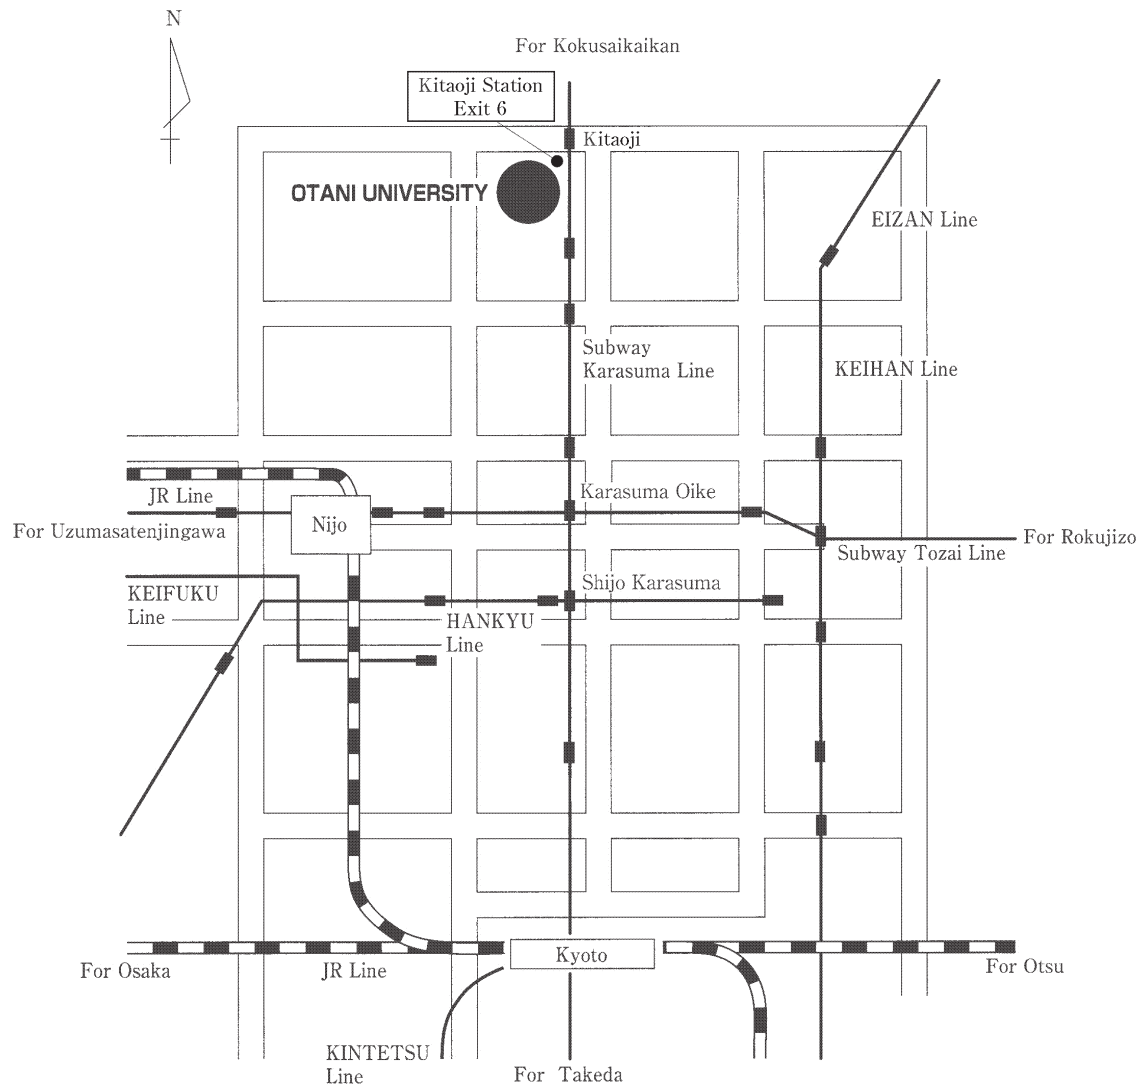 N
For Kokusaikaikan
Kitaoji Station
Exit 6
Kitaoji
OTANI UNIVERSITY
EIZAN Line
Subway
Karasuma Line
KEIHAN Line
JR Line
Karasuma Oike
Nijo
For Uzumasatenjingawa
For Rokujizo
Subway Tozai Line
Shijo Karasuma
KEIFUKU
Line
HANKYU
Line
Kyoto
For Osaka
JR Line
For Otsu
KINTETSU
Line
For Takeda